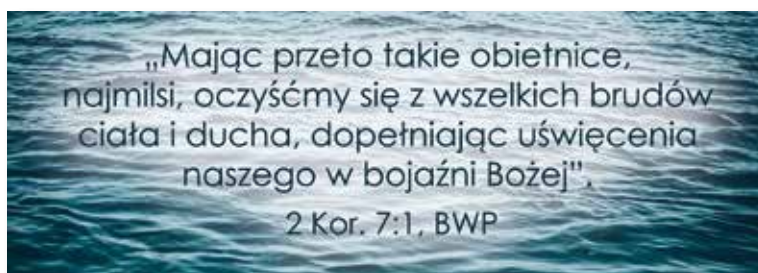 „Mając przeto takie obietnice,
najmilsi, oczyśćmy się z wszelkich brudów
ciała i ducha, dopełniając uświęcenia
naszego w bojaźni Bożej”.
2 Kor. 7:1, BWP